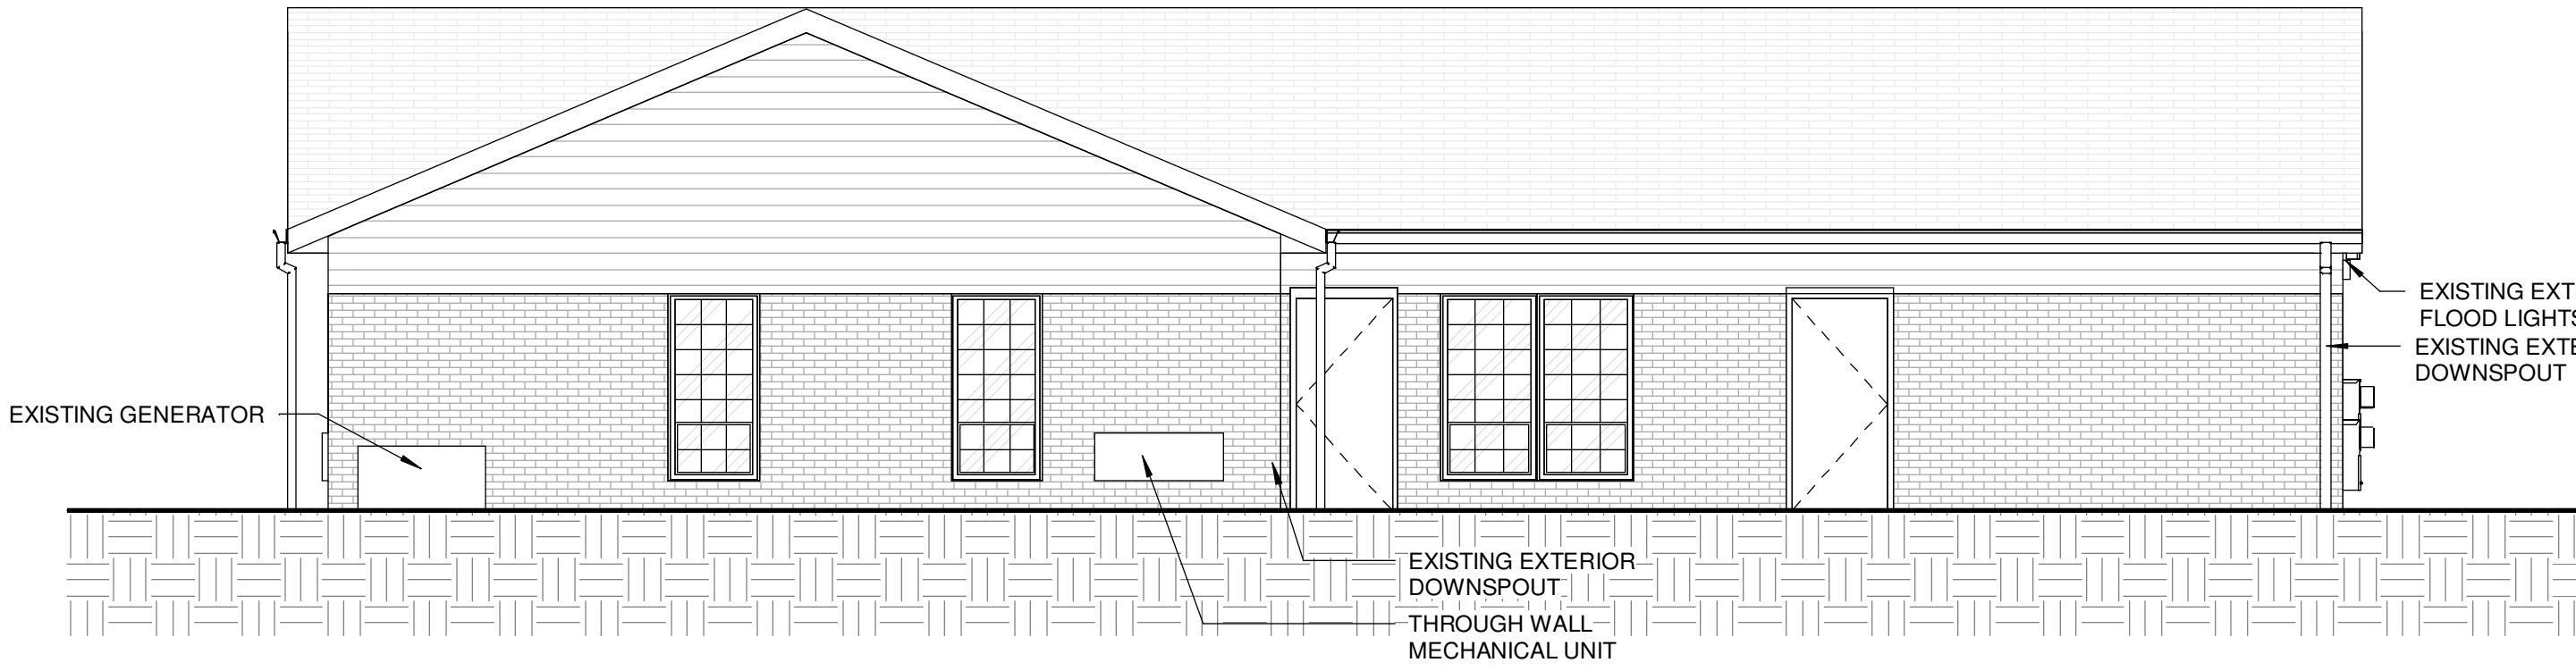 EXISTING EXT
FLOOD LIGHTS
EXISTING EXTE
DOWNSPOUT
EXISTING GENERATOR
EXISTING EXTERIOR
DOWNSPOUT
THROUGH WALL
MECHANICAL UNIT